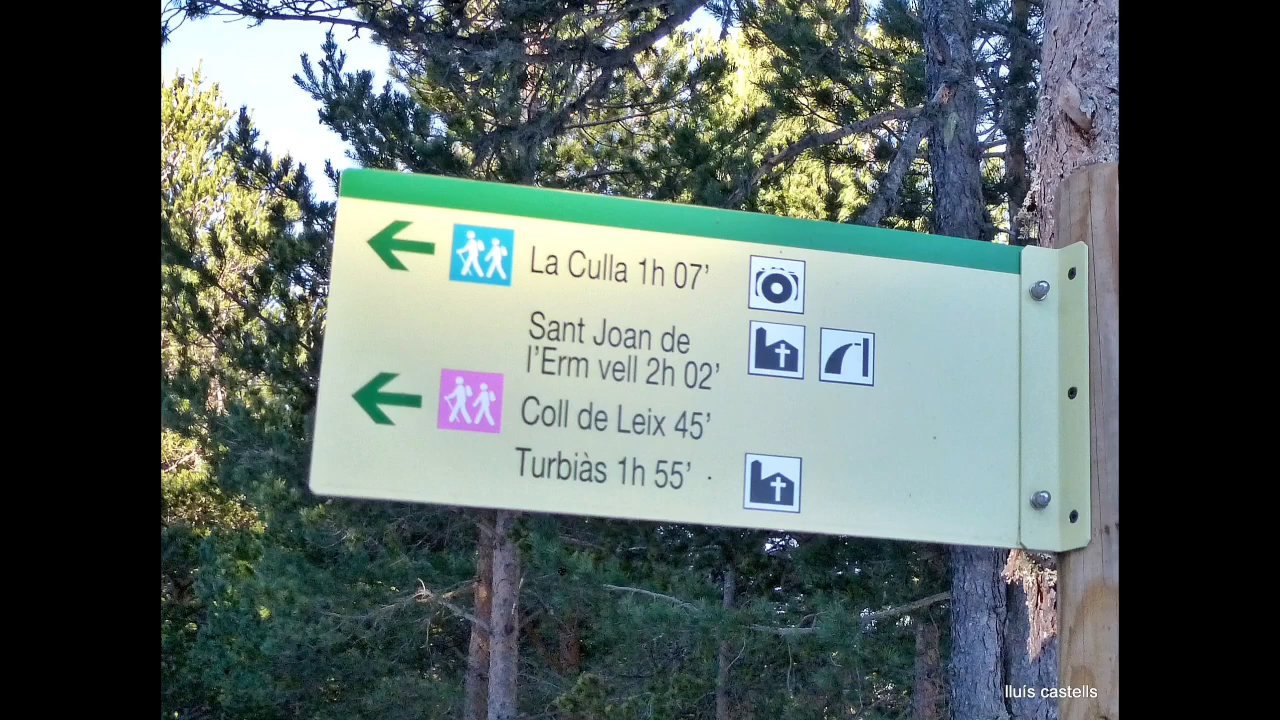 La Culla 1h 07’
Sant Joan de
l’Erm vell 2h 02’
Coll de Leix 45’
Turbiàs 1h 55’
lluís castells